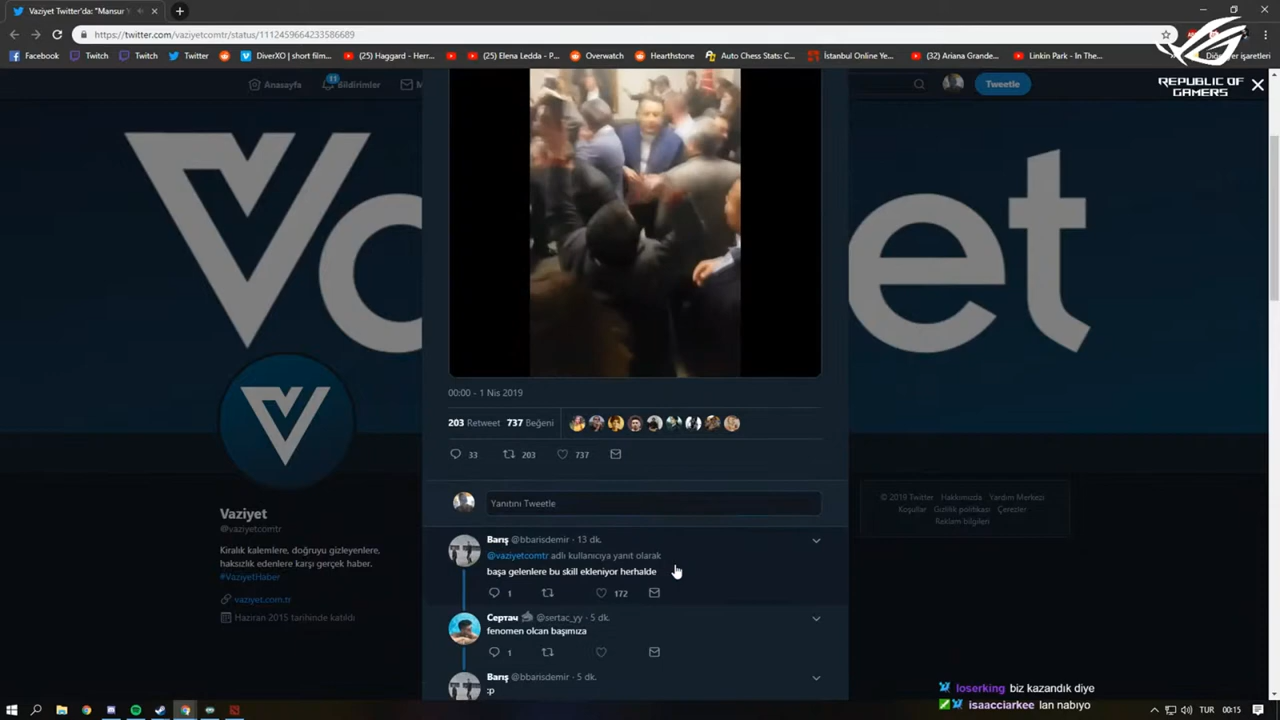 Vaziyet Twitter'da: "Mansur
https://twitter.com/vaziyetcomtr/status/1112459664233586689
Facebook
Twitch
Twitch
Twitter
DiverXO | short film...
(25) Haggard - Herr...
(25) Elena Ledda - P...
Overwatch
Hearthstone
Auto Chess Stats: C...
İstanbul Online Ye...
(32) Ariana Grande...
Linkin Park - In The...
Diğer yer işaretleri
REPUBLIC OF
GAMERS
Anasayfa
11
Bildirimler
M
Tweetle
Vo
et
00:00 - 1 Nis 2019
203 Retweet 737 Beğeni
33 203 737
Yanıtını Tweetle
Barış @bbarisdemir · 13 dk.
@vaziyetcomtr adlı kullanıcıya yanıt olarak
başa gelenlere bu skill ekleniyor herhalde
1 172
Сертач @sertac_yy · 5 dk.
fenomen olcan başımıza
1
Barış @bbarisdemir · 5 dk.
:p
Vaziyet
@vaziyetcomtr
Kiralık kalemlere, doğruyu gizleyenlere,
haksızlık edenlere karşı gerçek haber.
#VaziyetHaber
vaziyet.com.tr
Haziran 2015 tarihinde katıldı
© 2019 Twitter Hakkımızda Yardım Merkezi
Koşullar Gizlilik politikası Çerezler
Reklam bilgileri
loserking biz kazandık diye
isaacciarkee lan nabıyo
TUR 00:15